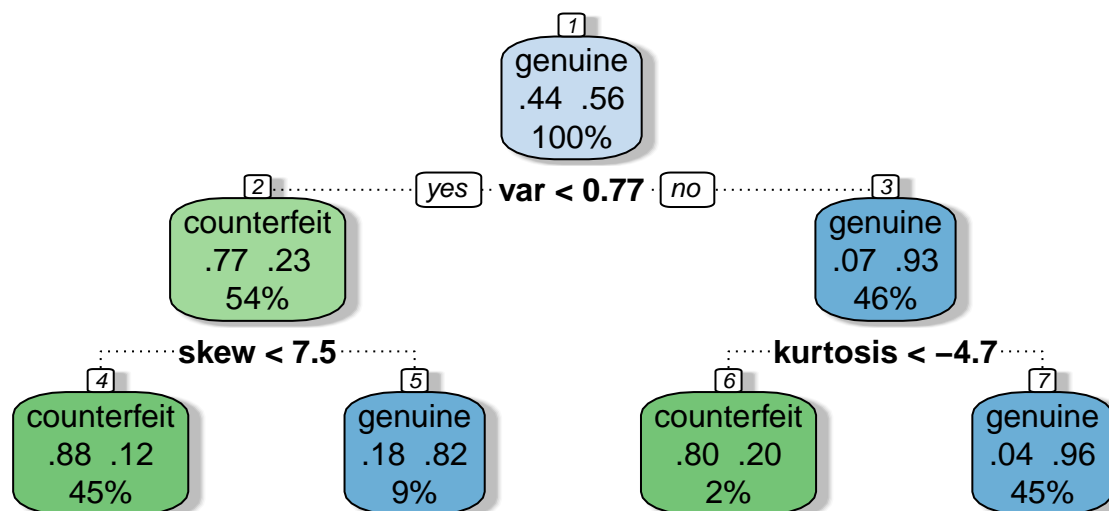 1
genuine
.44 .56
100%
yes var < 0.77 no
2
counterfeit
.77 .23
54%
3
genuine
.07 .93
46%
skew < 7.5
kurtosis < −4.7
4
counterfeit
.88 .12
45%
5
genuine
.18 .82
9%
6
counterfeit
.80 .20
2%
7
genuine
.04 .96
45%